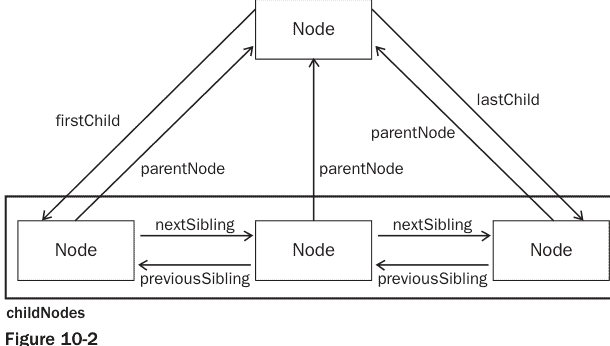 Node
firstChild
lastChild
parentNode
parentNode
parentNode
Node
nextSibling
Node
nextSibling
Node
previousSibling
previousSibling
childNodes
Figure 10-2